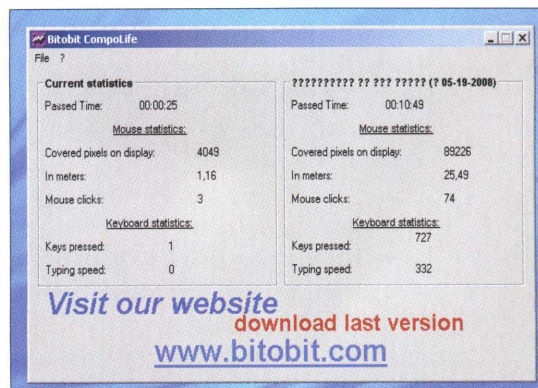 Bitobit CompoLife
File ?
Current statistics
Passed Time: 00:00:25
Mouse statistics:
Covered pixels on display: 4049
In meters: 1,16
Mouse clicks: 3
Keyboard statistics:
Keys pressed: 1
Typing speed: 0
?????????? ?? ??? ????? (? 05-19-2008)
Passed Time: 00:10:49
Mouse statistics:
Covered pixels on display: 89226
In meters: 25,49
Mouse clicks: 74
Keyboard statistics:
Keys pressed: 727
Typing speed: 332
Visit our website
download last version
www.bitobit.com